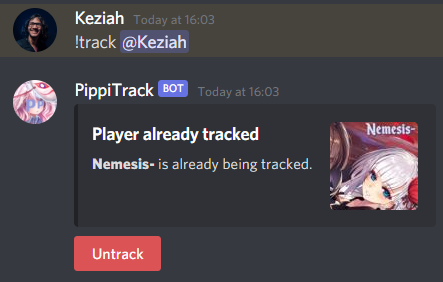 Keziah Today at 16:03
!track @Keziah
PippiTrack BOT Today at 16:03
Player already tracked
Nemesis-
Nemesis- is already being tracked.
Untrack